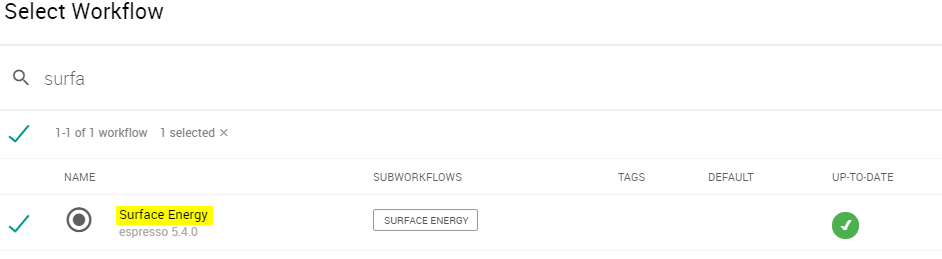 Select Workflow
surfa
1-1 of 1 workflow 1 selected ×
NAME SUBWORKFLOWS TAGS DEFAULT UP-TO-DATE
Surface Energy SURFACE ENERGY
espresso 5.4.0